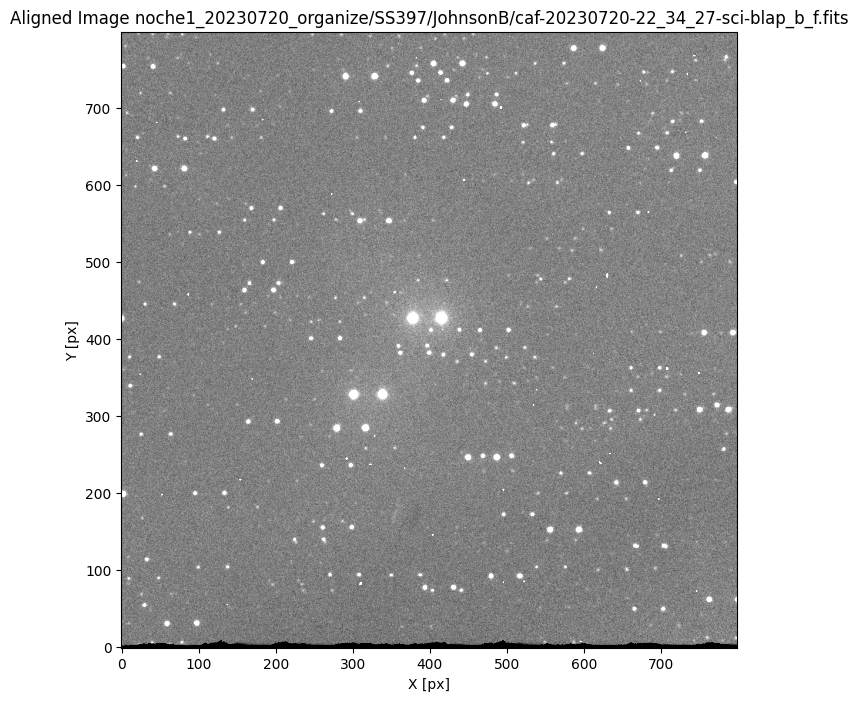 Aligned Image noche1_20230720_organize/SS397/JohnsonB/caf-20230720-22_34_27-sci-blap_b_f.fits
700
600
500
400
300
200
100
0
Y [px]
0 100 200 300 400 500 600 700
X [px]